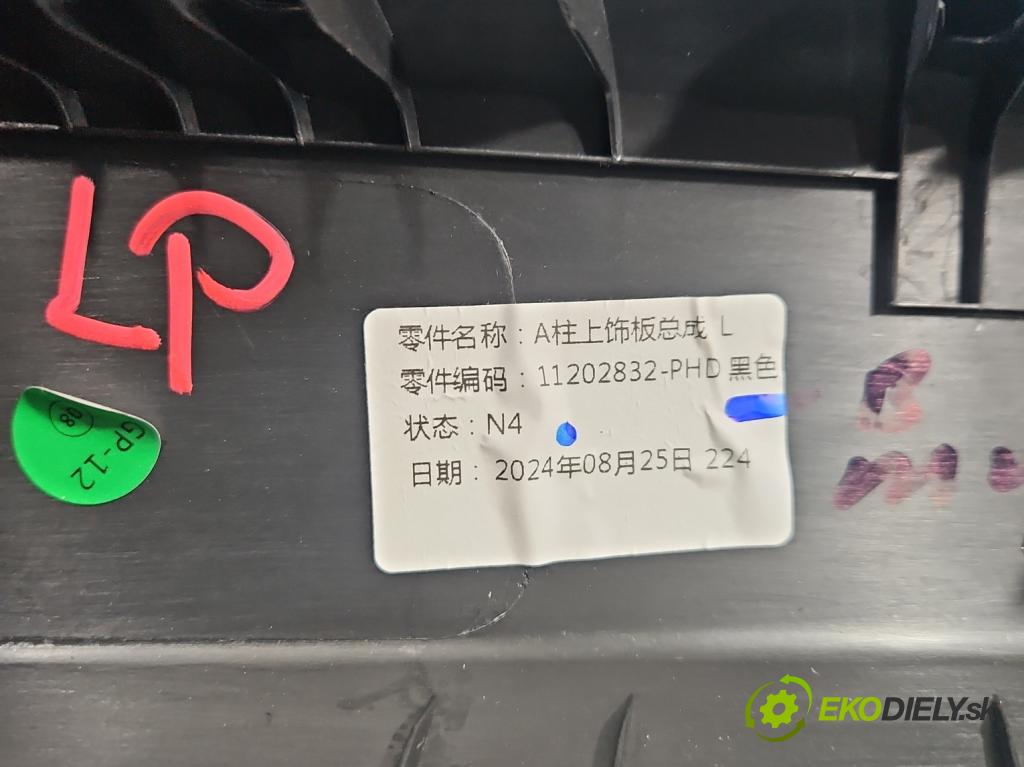 LP
零件名称：A柱上饰板总成 L
零件编码：11202832-PHD 黑色
状态：N4
日期：2024年08月25日 224
08
GP-12
EKODIELY.sk